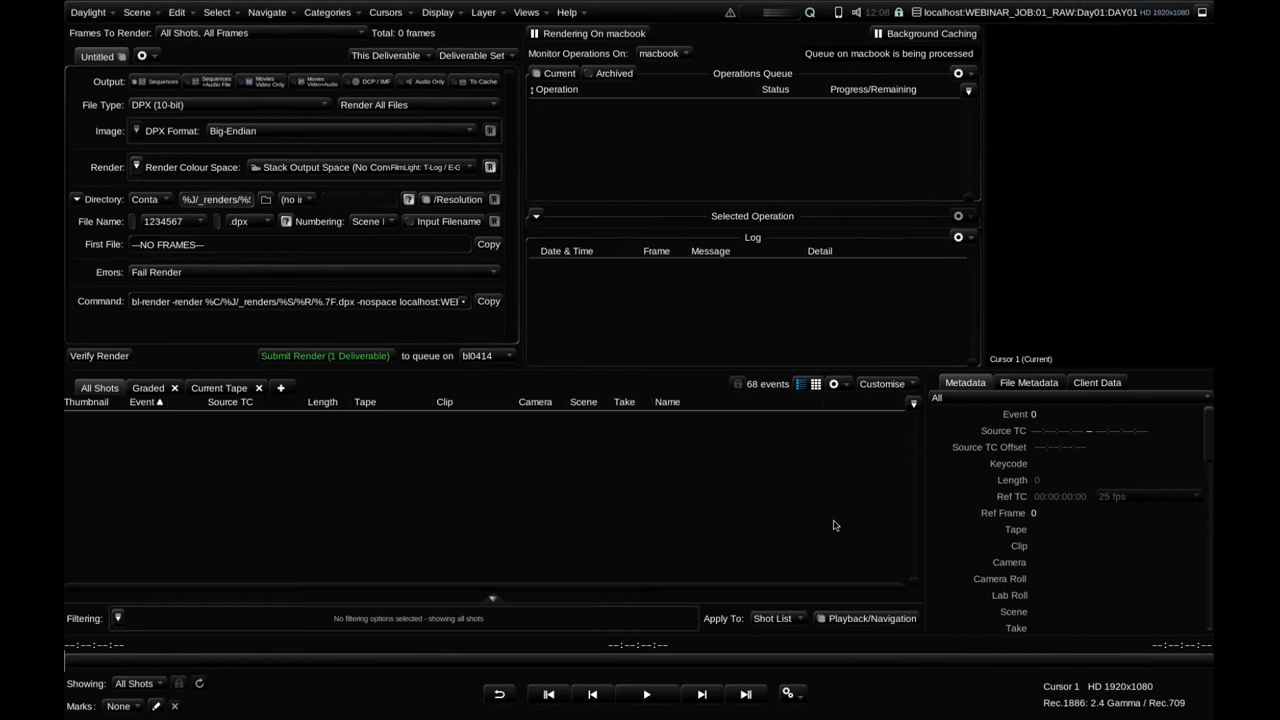 Daylight Scene Edit Select Navigate Categories Cursors Display Layer Views Help 12:08 localhost:WEBINAR_JOB:01_RAW:Day01:DAY01 HD 1920x1080
Frames To Render: All Shots, All Frames Total: 0 frames
Rendering On macbook Background Caching
Untitled This Deliverable Deliverable Set
Monitor Operations On: macbook Queue on macbook is being processed
Current Archived Operations Queue
Output: Sequences Sequences +Audio File Movies Video Only Movies Video+Audio DCP / IMF Audio Only To Cache
Operation Status Progress/Remaining
File Type: DPX (10-bit) Render All Files
Image: DPX Format: Big-Endian R
Render: Render Colour Space: Stack Output Space (No Con\FilmLight: T-Log / E-G R
Directory: Conta %J/_renders/%S (no ir ? /Resolution R
File Name: 1234567 .dpx ? Numbering: Scene Input Filename R
First File: ---NO FRAMES--- Copy
Errors: Fail Render
Command: bl-render -render %C/%J/_renders/%S/%R/%.7F.dpx -nospace localhost:WEI Copy
Verify Render Submit Render (1 Deliverable) to queue on bl0414
Selected Operation
Log
Date & Time Frame Message Detail
Cursor 1 (Current)
All Shots Graded Current Tape 68 events Customise
Thumbnail Event Source TC Length Tape Clip Camera Scene Take Name
Metadata File Metadata Client Data
All
Event 0
Source TC --:--:--:-- – --:--:--:--
Source TC Offset --:--:--:--
Keycode
Length 0
Ref TC 00:00:00:00 25 fps
Ref Frame 0
Tape
Clip
Camera
Camera Roll
Lab Roll
Scene
Take
Filtering: No filtering options selected - showing all shots Apply To: Shot List Playback/Navigation
--:--:--:-- --:--:--:-- --:--:--:--
Showing: All Shots
Marks: None
Cursor 1 HD 1920x1080
Rec.1886: 2.4 Gamma / Rec.709